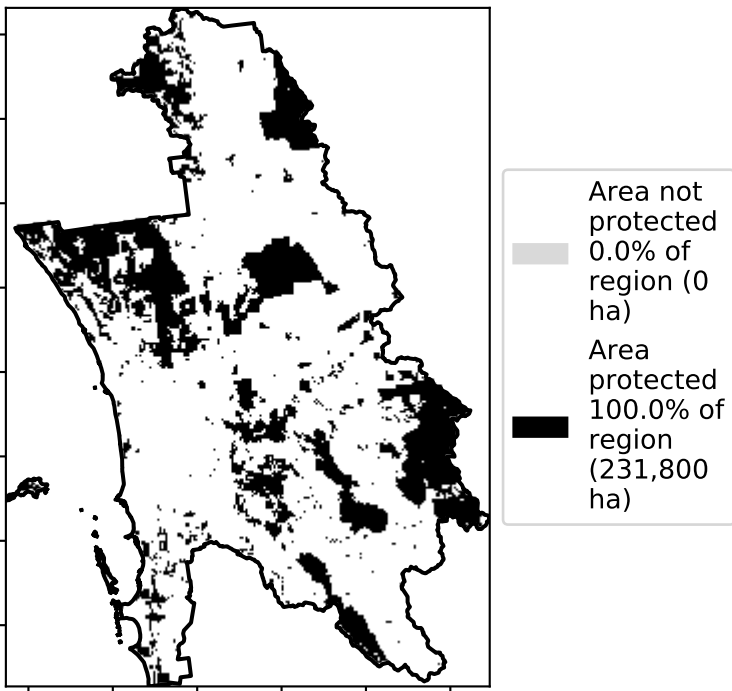 Area not
protected
0.0% of
region (0
ha)
Area
protected
100.0% of
region
(231,800
ha)